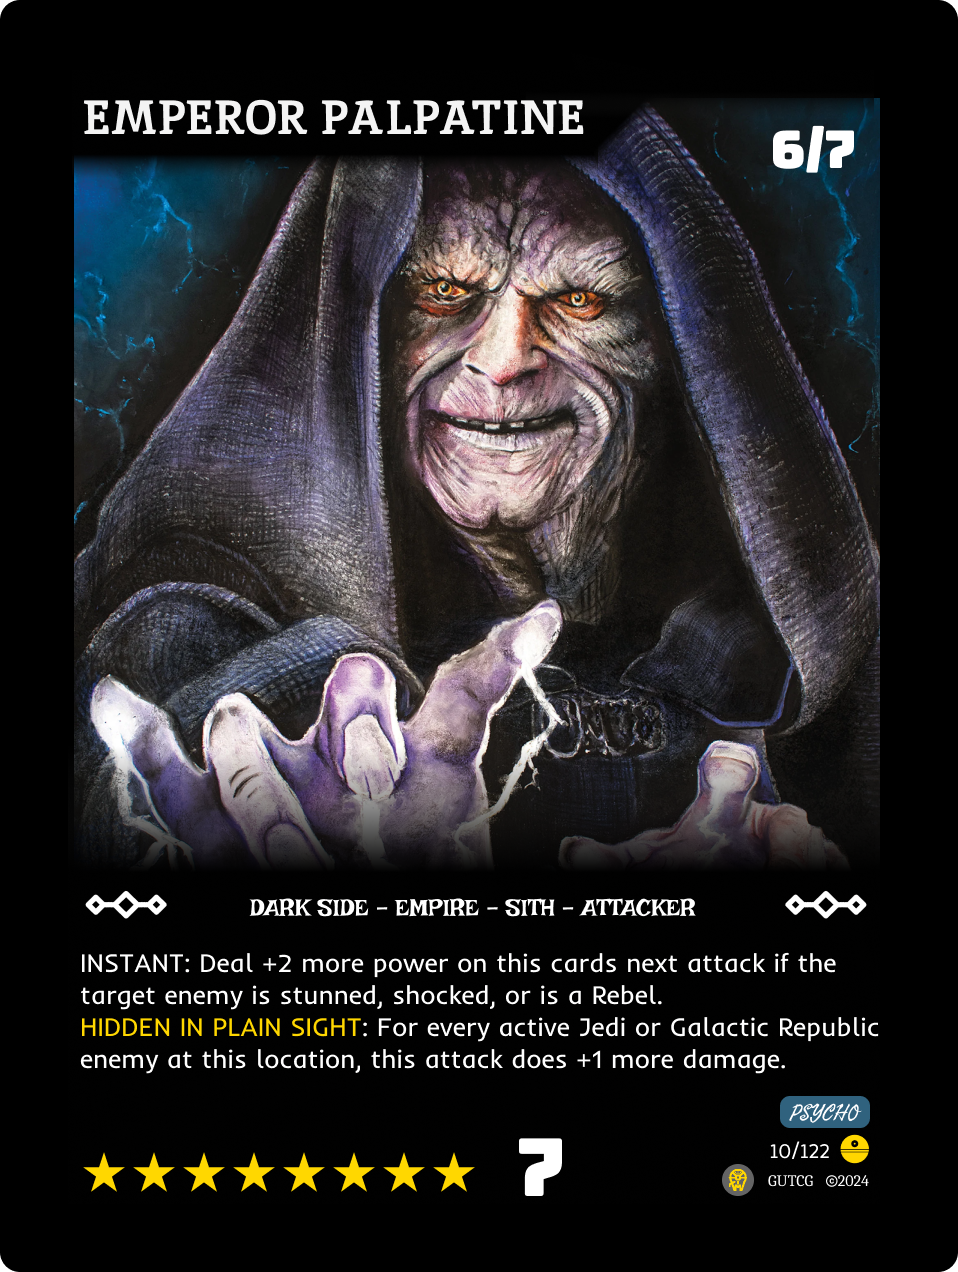 EMPEROR PALPATINE
6/7
DARK SIDE - EMPIRE - SITH - ATTACKER
INSTANT: Deal +2 more power on this cards next attack if the
target enemy is stunned, shocked, or is a Rebel.
HIDDEN IN PLAIN SIGHT: For every active Jedi or Galactic Republic
enemy at this location, this attack does +1 more damage.
PSYCHO
10/122
7
GUTCG ©2024